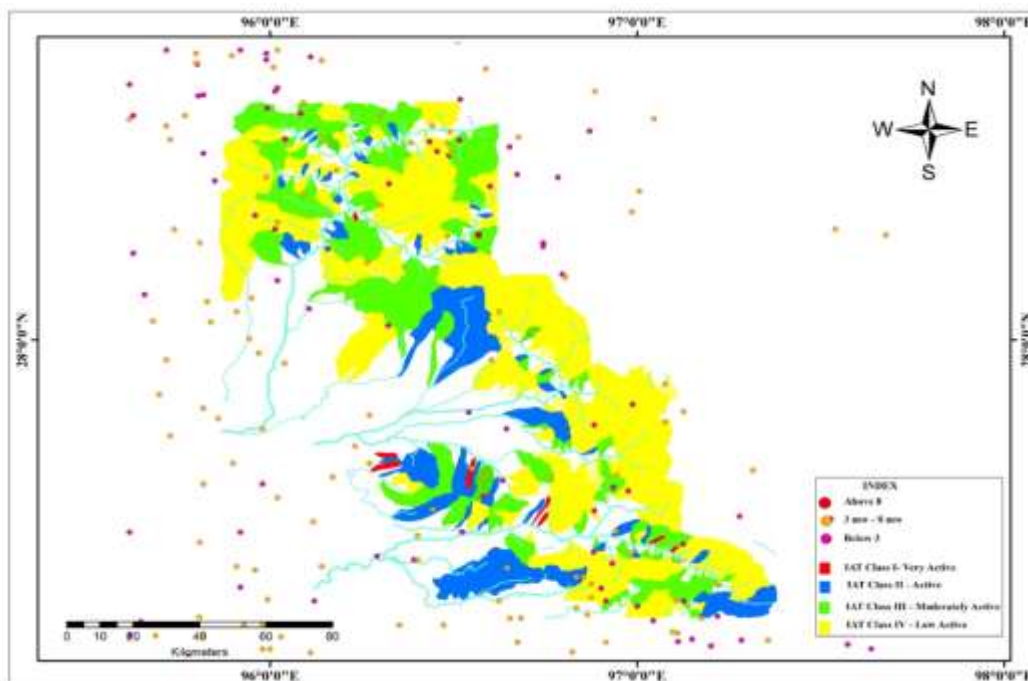 96°0'0"E 97°0'0"E 98°0'0"E
N
W E
S
28°0'0"N 28°0'0"N
INDEX
Above 8
3 mw - 8 mw
Below 3
IAT Class I- Very Active
IAT Class II - Active
IAT Class III - Moderately Active
IAT Class IV - Low Active
0 10 20 40 60 80
Kilometers
96°0'0"E 97°0'0"E 98°0'0"E